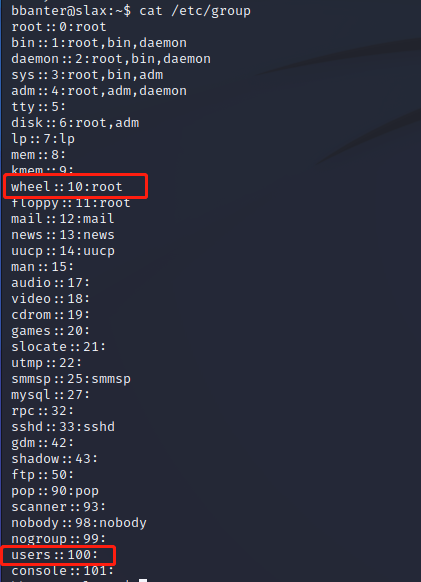 bbanter@slax:~$ cat /etc/group
root::0:root
bin::1:root,bin,daemon
daemon::2:root,bin,daemon
sys::3:root,bin,adm
adm::4:root,adm,daemon
tty::5:
disk::6:root,adm
lp::7:lp
mem::8:
kmem::9:
wheel::10:root
floppy::11:root
mail::12:mail
news::13:news
uucp::14:uucp
man::15:
audio::17:
video::18:
cdrom::19:
games::20:
slocate::21:
utmp::22:
smmsp::25:smmsp
mysql::27:
rpc::32:
sshd::33:sshd
gdm::42:
shadow::43:
ftp::50:
pop::90:pop
scanner::93:
nobody::98:nobody
nogroup::99:
users::100:
console::101: